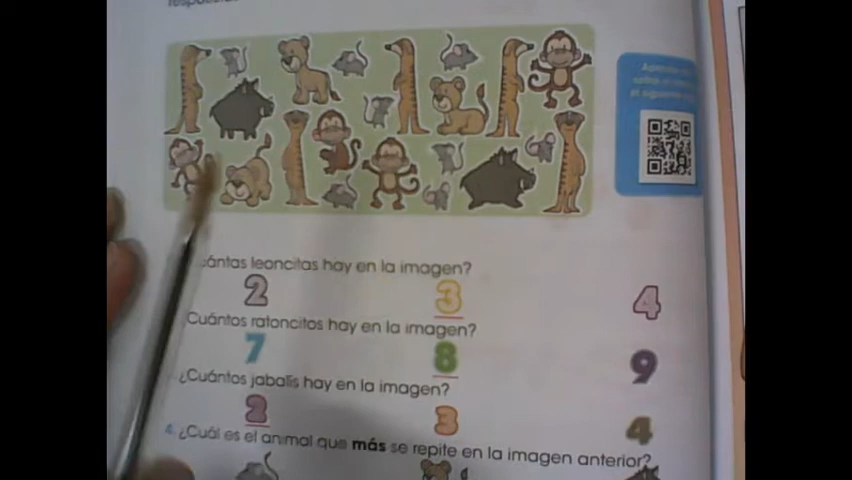 cuántas leoncitas hay en la imagen?
2 3 4
Cuántos ratoncitos hay en la imagen?
7 8 9
¿Cuántos jabalís hay en la imagen?
2 3 4
4. ¿Cuál es el animal que más se repite en la imagen anterior?